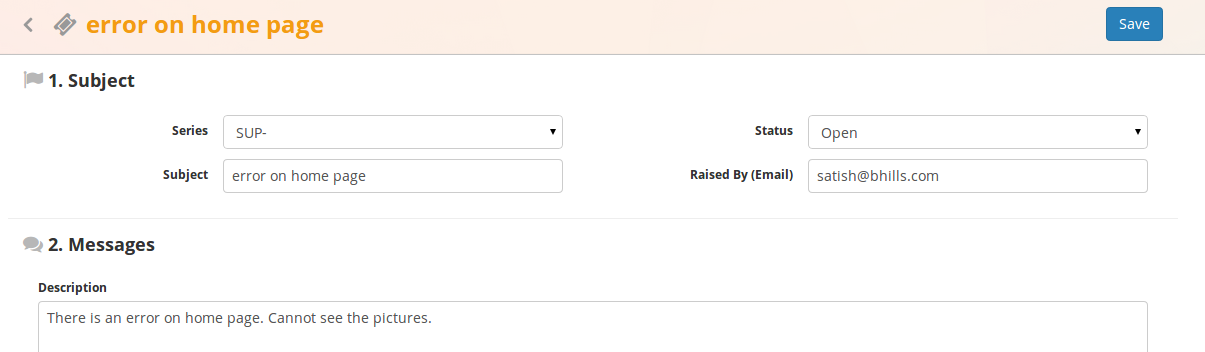 error on home page
Save
1. Subject
Series
SUP-
Status
Open
Subject
error on home page
Raised By (Email)
satish@bhills.com
2. Messages
Description
There is an error on home page. Cannot see the pictures.